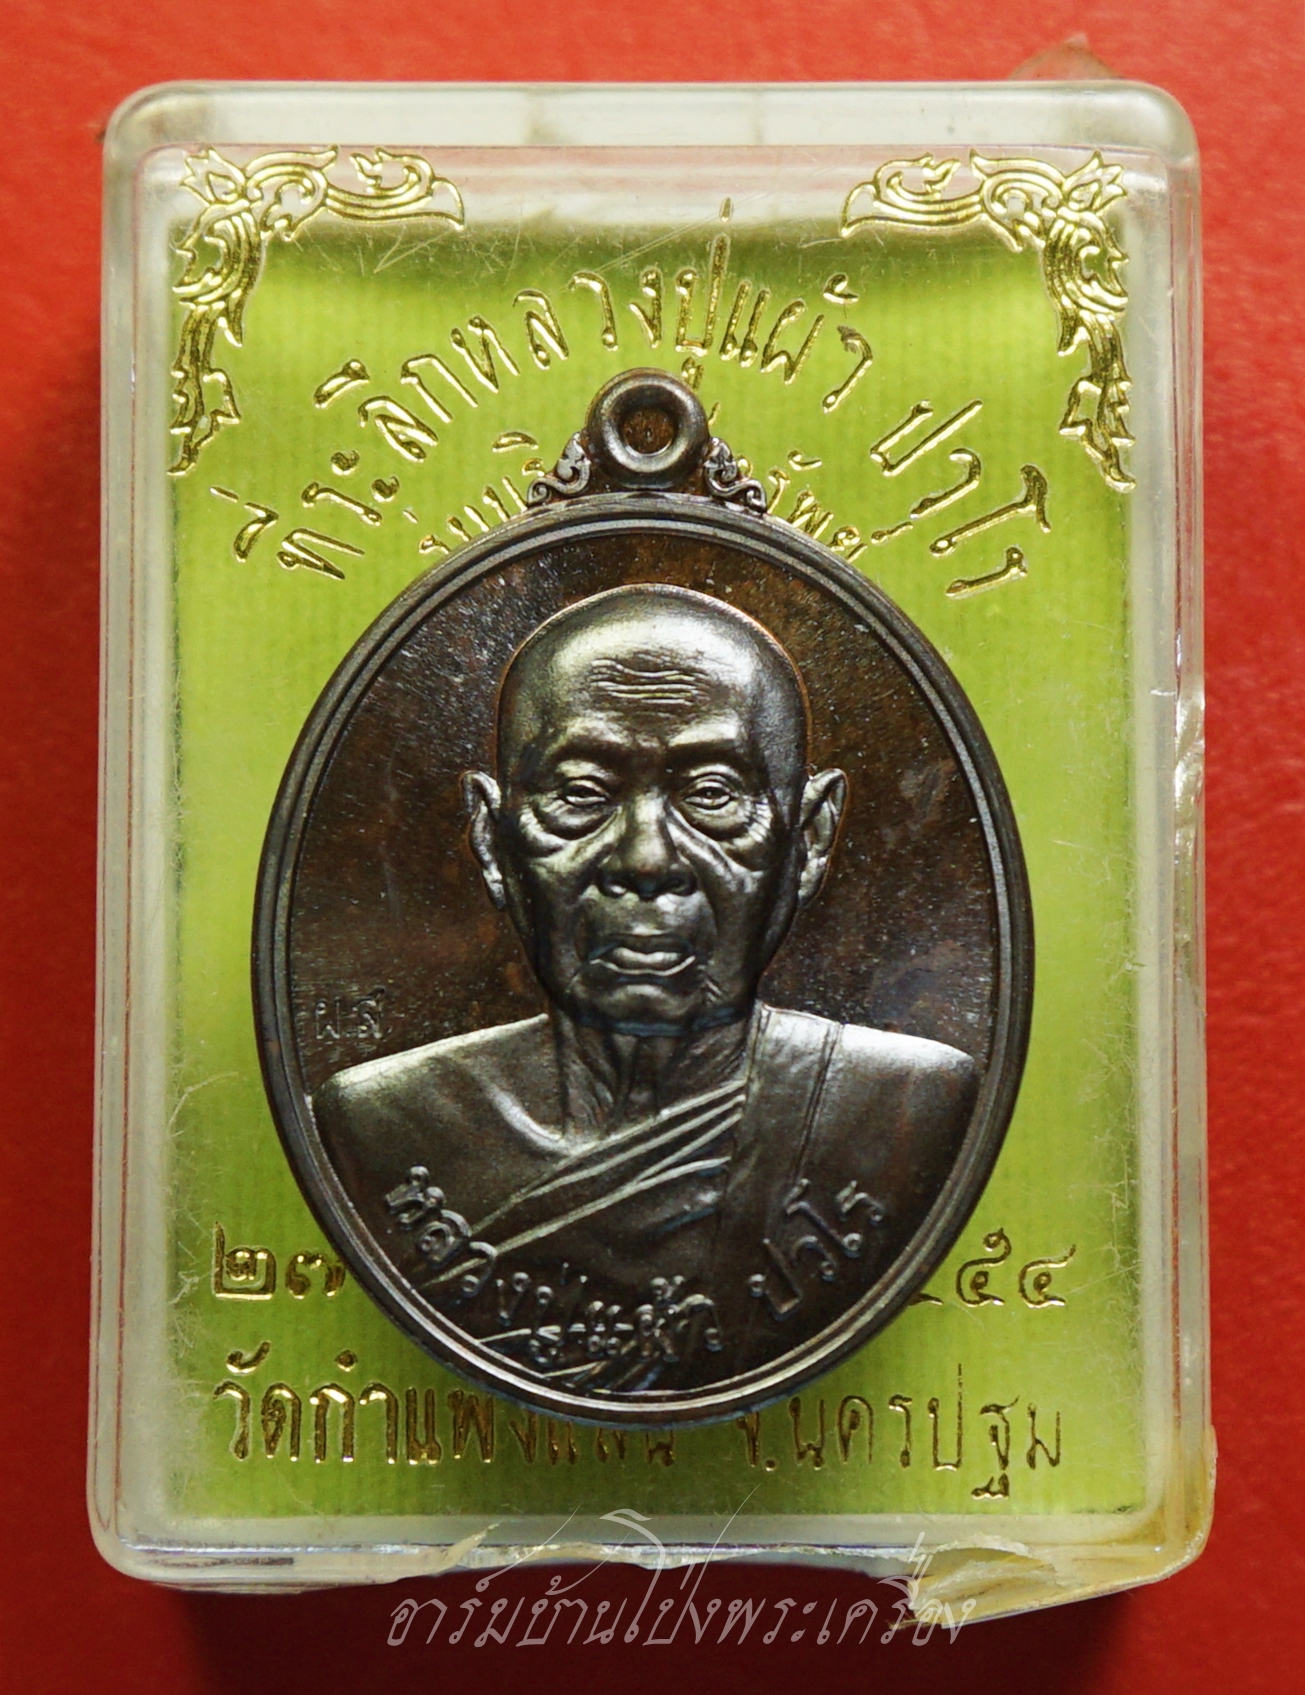 ที่ระลึกหลวงปู่แผ้ว ปวโร
ผ.ส
หลวงปู่แผ้ว ปวโร
๒๗
๕๔
วัดกำแพงแสน จ.นครปฐม
อาร์มบ้านโป่งพระเครื่อง